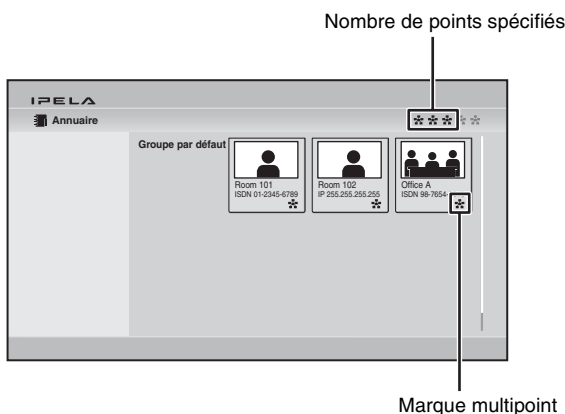 Nombre de points spécifiés
IPELA
Annuaire
Groupe par défaut
Room 101
ISDN 01-2345-6789
Room 102
IP 255.255.255.255
Office A
ISDN 98-7654-
Marque multipoint